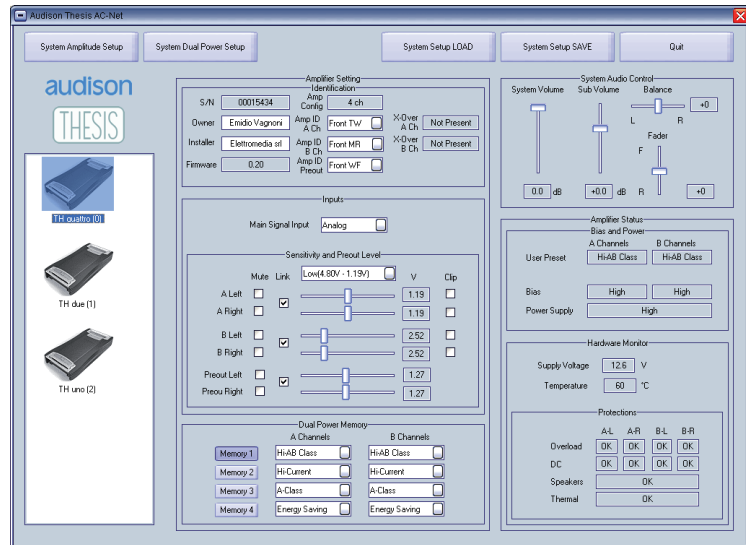 Audison Thesis AC-Net
System Amplitude Setup
System Dual Power Setup
System Setup LOAD
System Setup SAVE
Quit
audison
THESIS
TH quattro (0)
TH due (1)
TH uno (2)
Amplifier Setting
Identification
S/N 00015434 Amp Config 4 ch
Owner Emidio Vagnoni Amp ID A Ch Front TW X-Over A Ch Not Present
Installer Elettromedia srl Amp ID B Ch Front MR X-Over B Ch Not Present
Firmware 0.20 Amp ID Preout Front WF
Inputs
Main Signal Input Analog
Sensitivity and Preout Level
Mute Link Low(4.80V - 1.19V) V Clip
A Left 1.19
A Right 1.19
B Left 2.52
B Right 2.52
Preout Left 1.27
Preou Right 1.27
Dual Power Memory
A Channels B Channels
Memory 1 Hi-AB Class Hi-AB Class
Memory 2 Hi-Current Hi-Current
Memory 3 A-Class A-Class
Memory 4 Energy Saving Energy Saving
System Audio Control
System Volume Sub Volume Balance
+0
L R
Fader
F
0.0 dB +0.0 dB R +0
Amplifier Status
Bias and Power
A Channels B Channels
User Preset Hi-AB Class Hi-AB Class
Bias High High
Power Supply High
Hardware Monitor
Supply Voltage 12.6 V
Temperature 60 °C
Protections
A-L A-R B-L B-R
Overload OK OK OK OK
DC OK OK OK OK
Speakers OK
Thermal OK